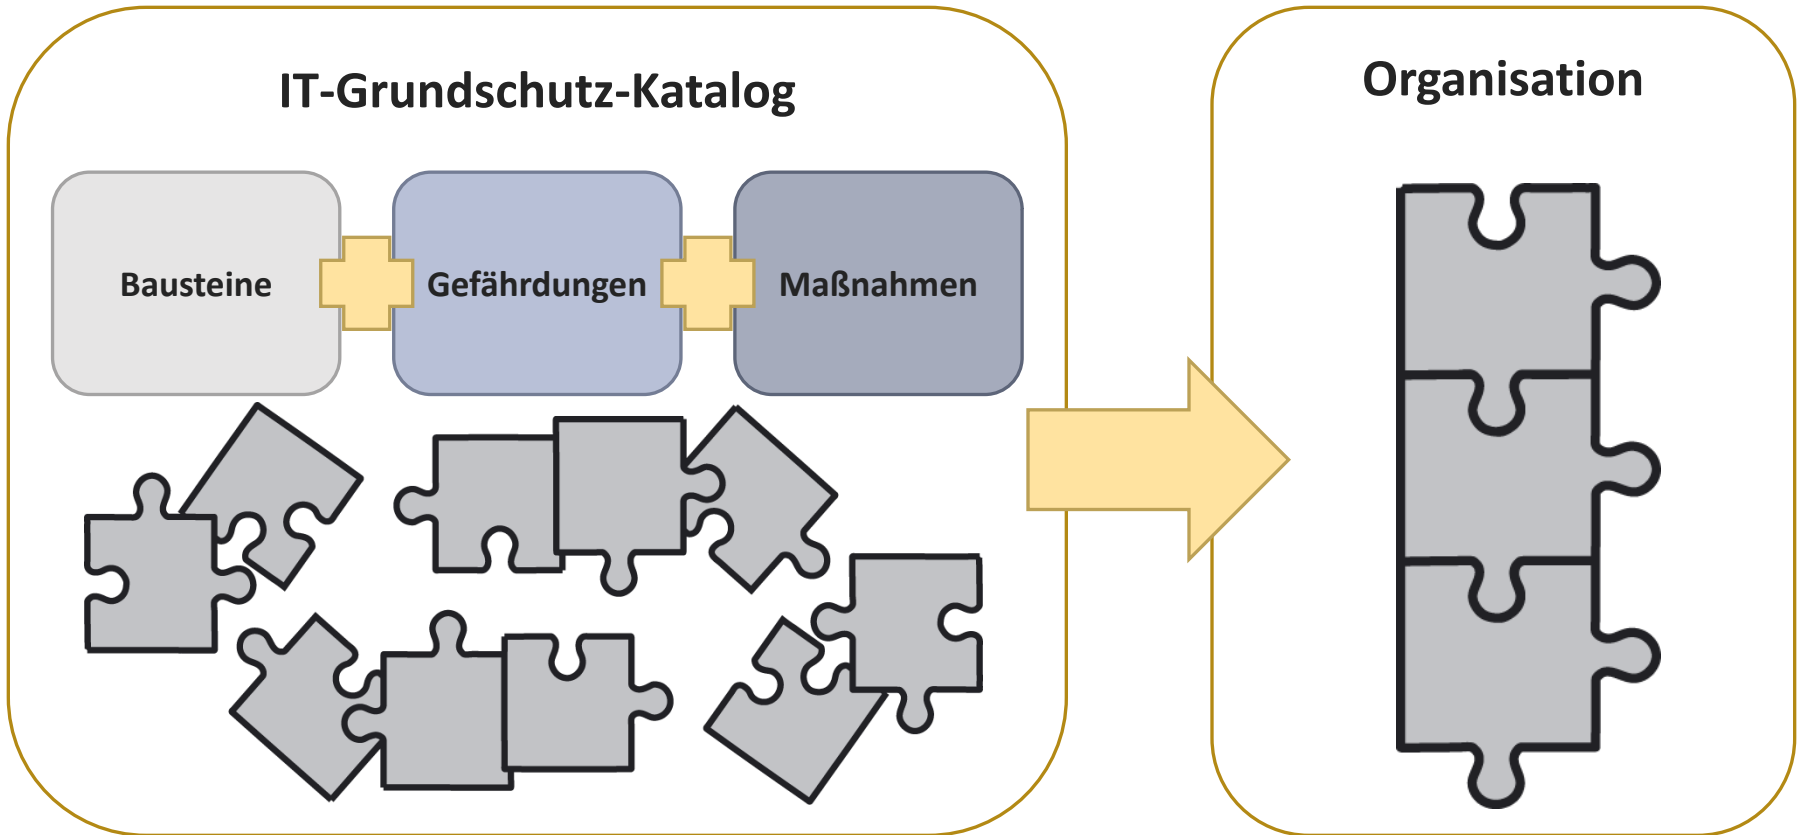 IT-Grundschutz-Katalog
Organisation
Bausteine
Gefährdungen
Maßnahmen